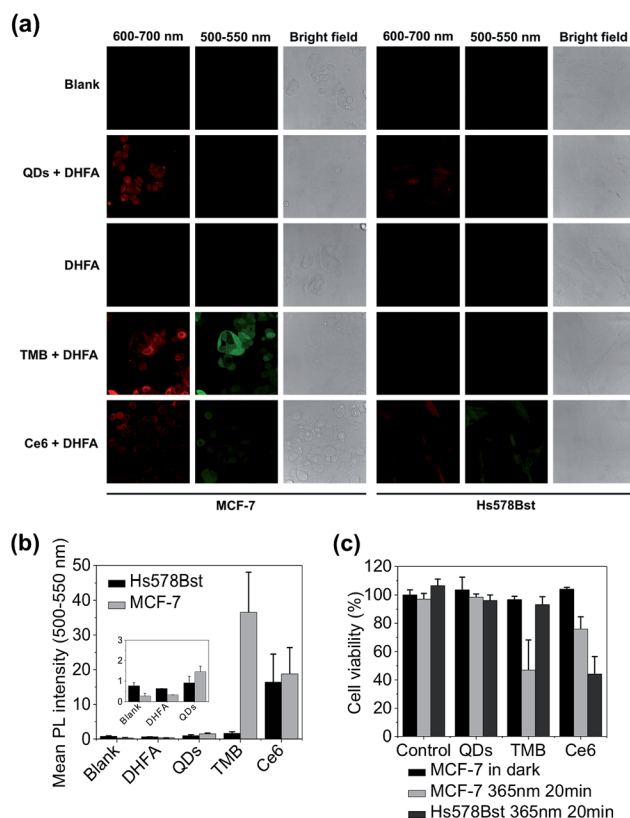 (a)
600-700 nm 500-550 nm Bright field 600-700 nm 500-550 nm Bright field
Blank
QDs + DHFA
DHFA
TMB + DHFA
Ce6 + DHFA
MCF-7 Hs578Bst
(b)
Mean PL intensity (500-550 nm)
50
40
30
20
10
0
Hs578Bst
MCF-7
3
2
1
0
Blank DHFA QDs
Blank DHFA QDs TMB Ce6
(c)
Cell viability (%)
120
100
80
60
40
20
0
Control QDs TMB Ce6
MCF-7 in dark
MCF-7 365nm 20min
Hs578Bst 365nm 20min